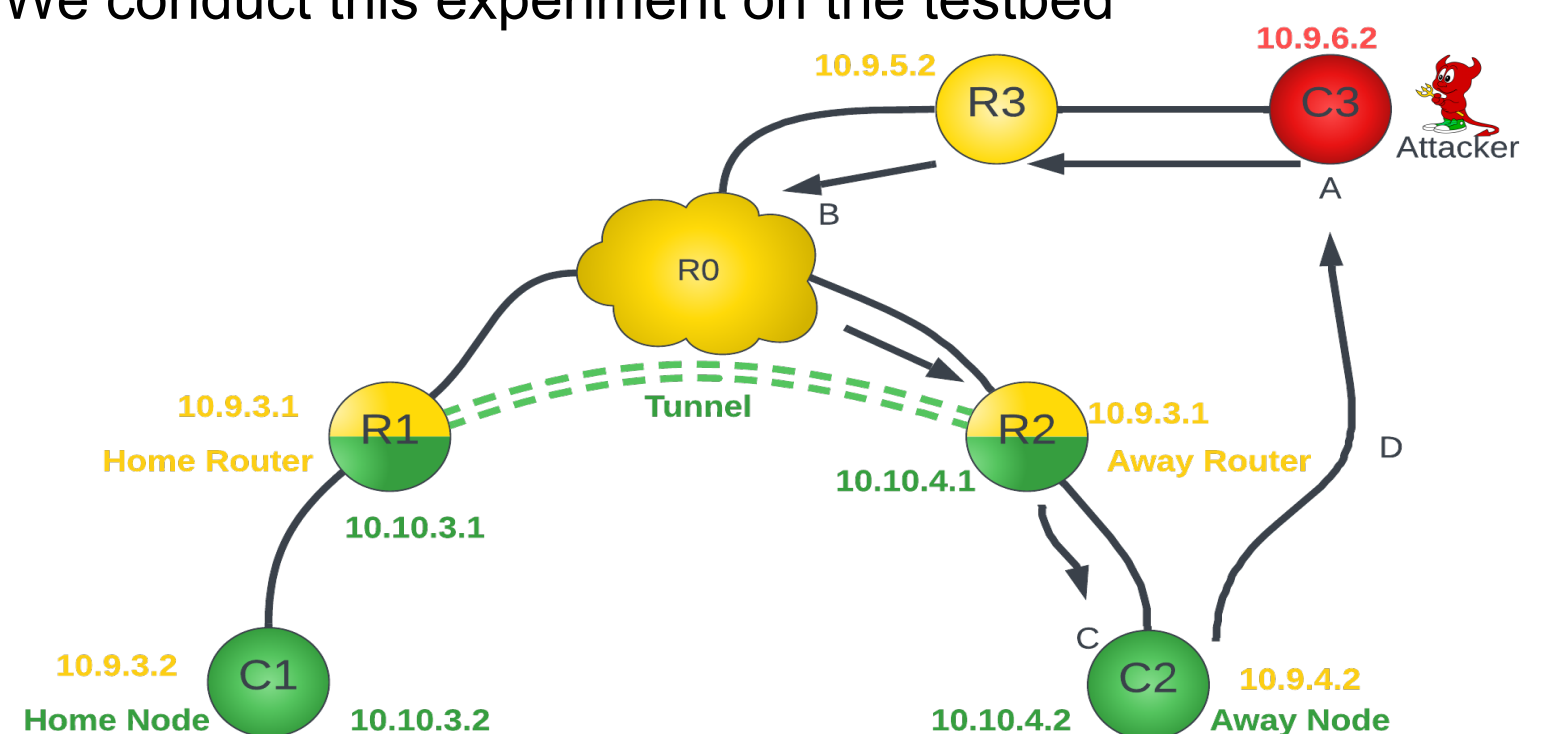 We conduct this experiment on the testbed
10.9.6.2
10.9.5.2
R3
C3
Attacker
A
B
R0
Tunnel
10.9.3.1
R1
R2
10.9.3.1
Home Router
Away Router
D
10.10.4.1
10.10.3.1
C
10.9.3.2
C1
C2
10.9.4.2
Home Node
10.10.3.2
10.10.4.2
Away Node